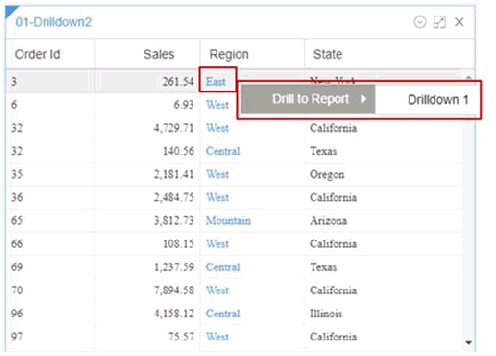 01-Drilldown2
Order Id Sales Region State
3 261.54 East New York
Drill to Report Drilldown 1
6 6.93 West
32 4,729.71 West California
32 140.56 Central Texas
35 2,181.41 West Oregon
36 2,484.75 West California
65 3,812.73 Mountain Arizona
66 108.15 West California
69 1,237.59 Central Texas
70 7,894.58 West California
96 4,158.12 Central Illinois
97 75.57 West California